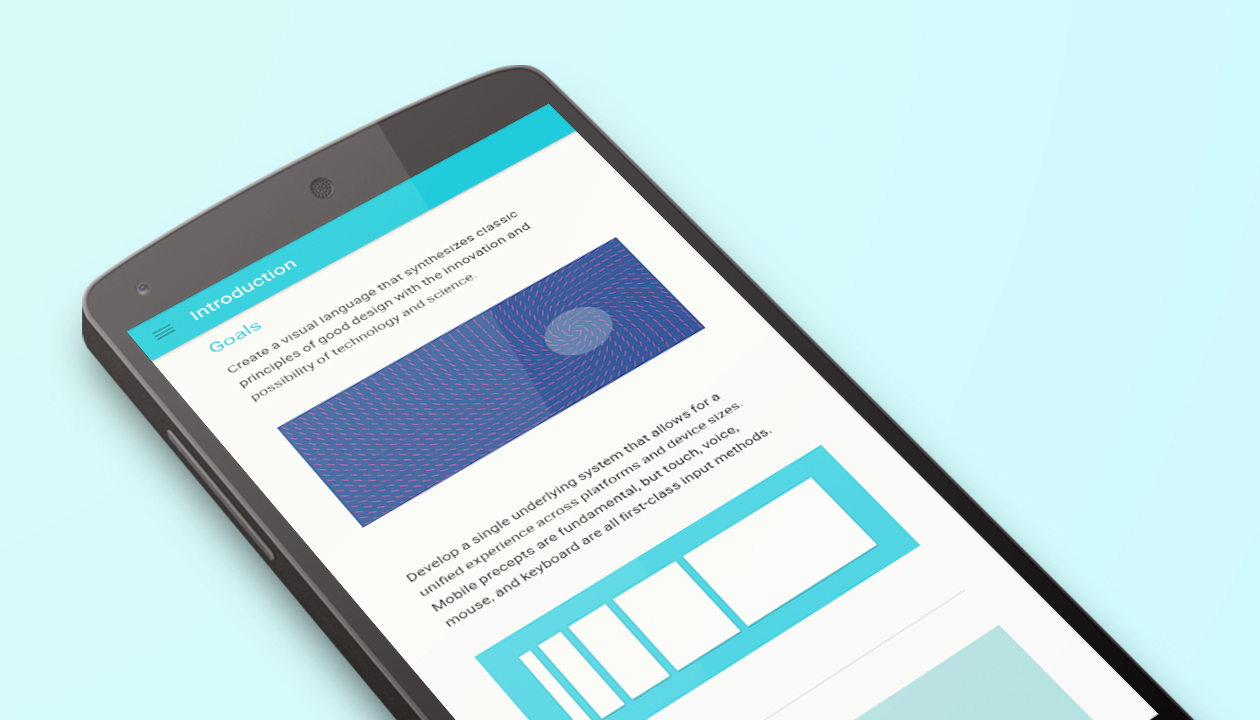 Introduction
Goals
Create a visual language that synthesizes classic
principles of good design with the innovation and
possibility of technology and science.
Develop a single underlying system that allows for a
unified experience across platforms and device sizes.
Mobile precepts are fundamental, but touch, voice,
mouse, and keyboard are all first-class input methods.